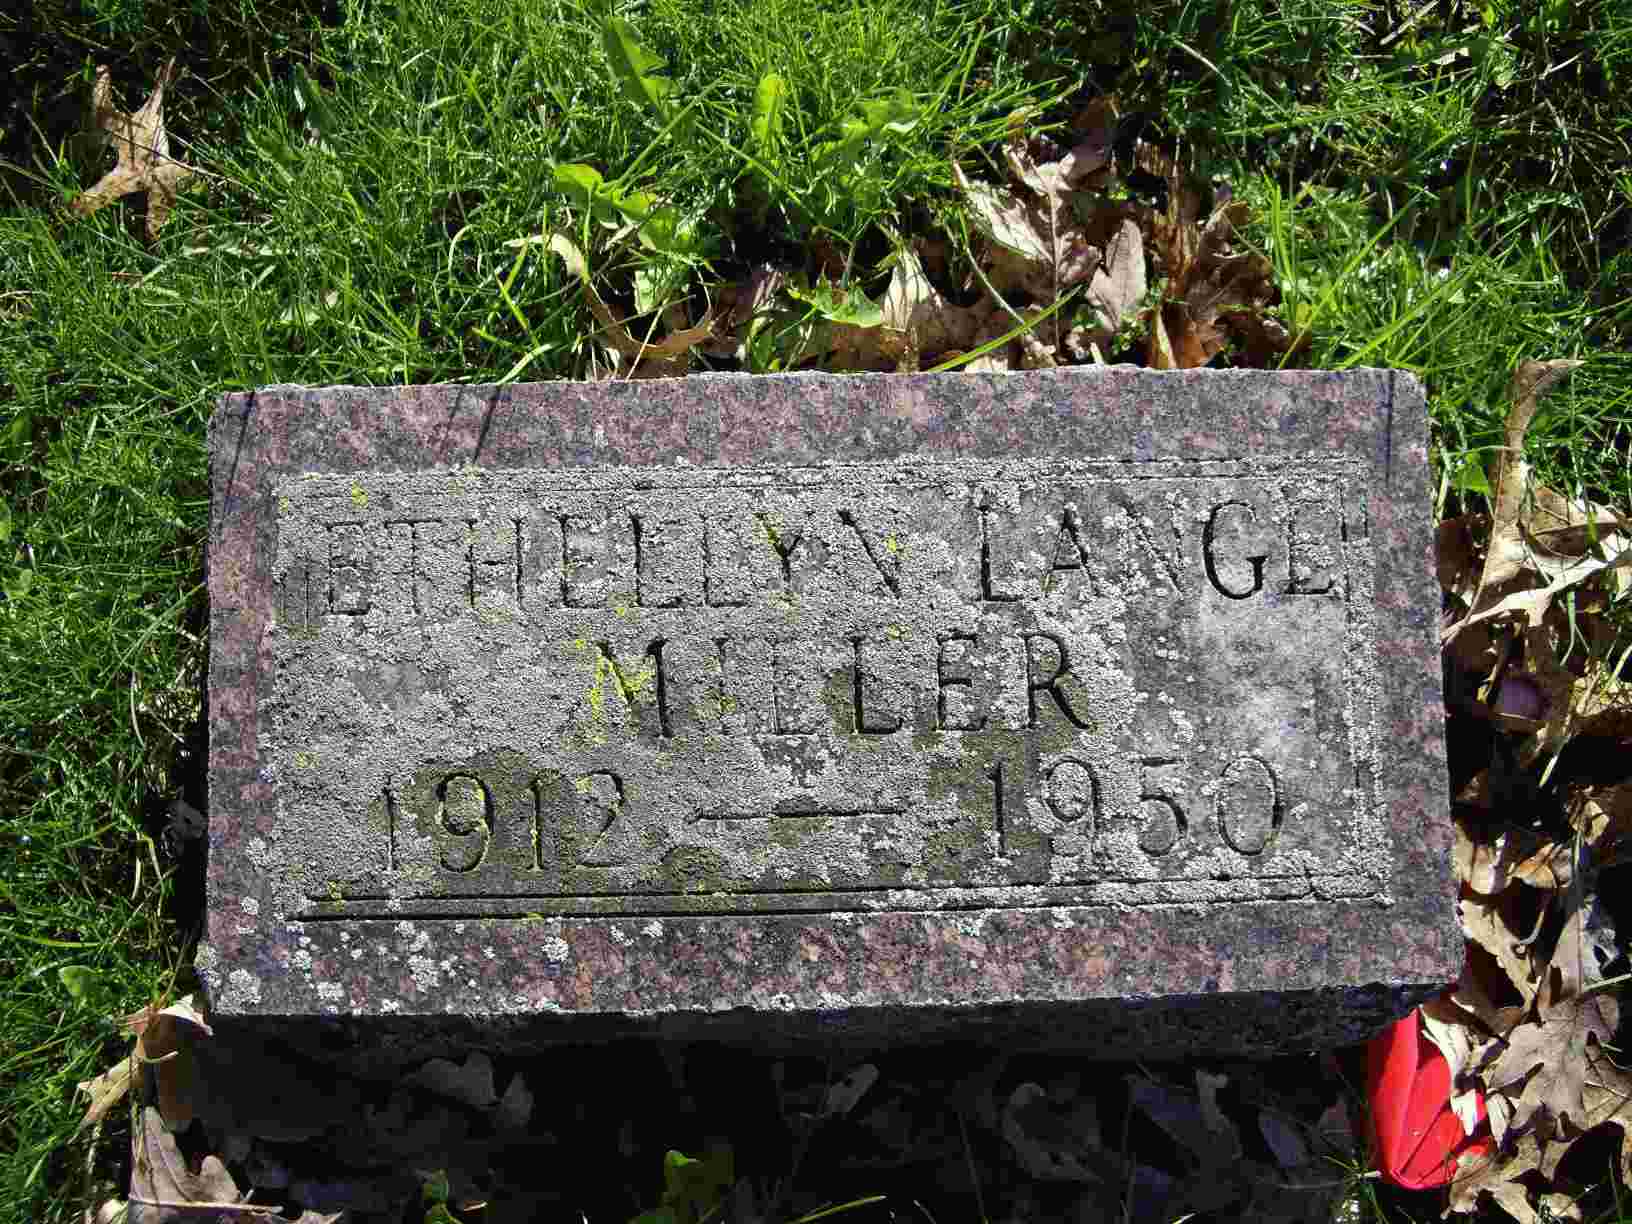 ETHELLYN LANGE
MILLER
1912 — 1950